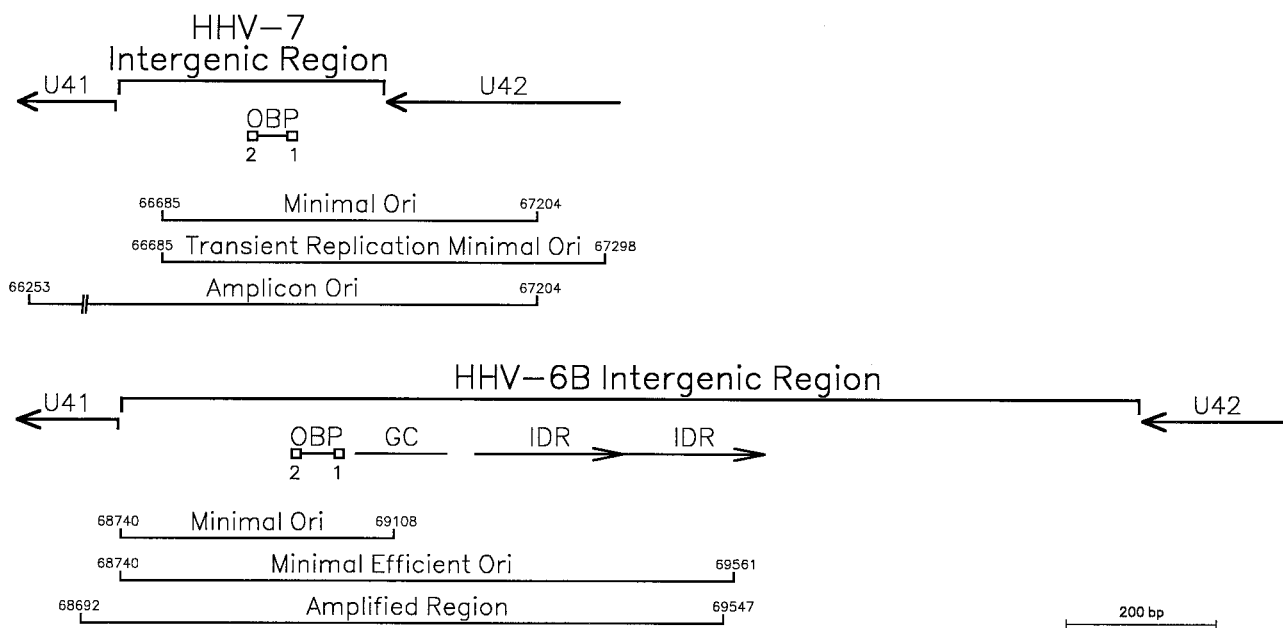 HHV-7
Intergenic Region
U41
U42
OBP
2 1
66685 Minimal Ori 67204
66685 Transient Replication Minimal Ori 67298
66253 Amplicon Ori 67204
HHV-6B Intergenic Region
U41
U42
OBP GC IDR IDR
2 1
68740 Minimal Ori 69108
68740 Minimal Efficient Ori 69561
68692 Amplified Region 69547
200 bp